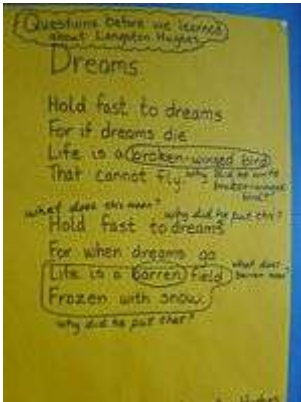 Questions before we learned
about Langston Hughes
Dreams
Hold fast to dreams
For if dreams die
Life is a broken-winged bird
That cannot fly. why did he write
broken-winged
bird?
what does this mean? why did he put this?
Hold fast to dreams
For when dreams go
Life is a barren field what does
barren mean?
Frozen with snow.
why did he put that?
Hughes